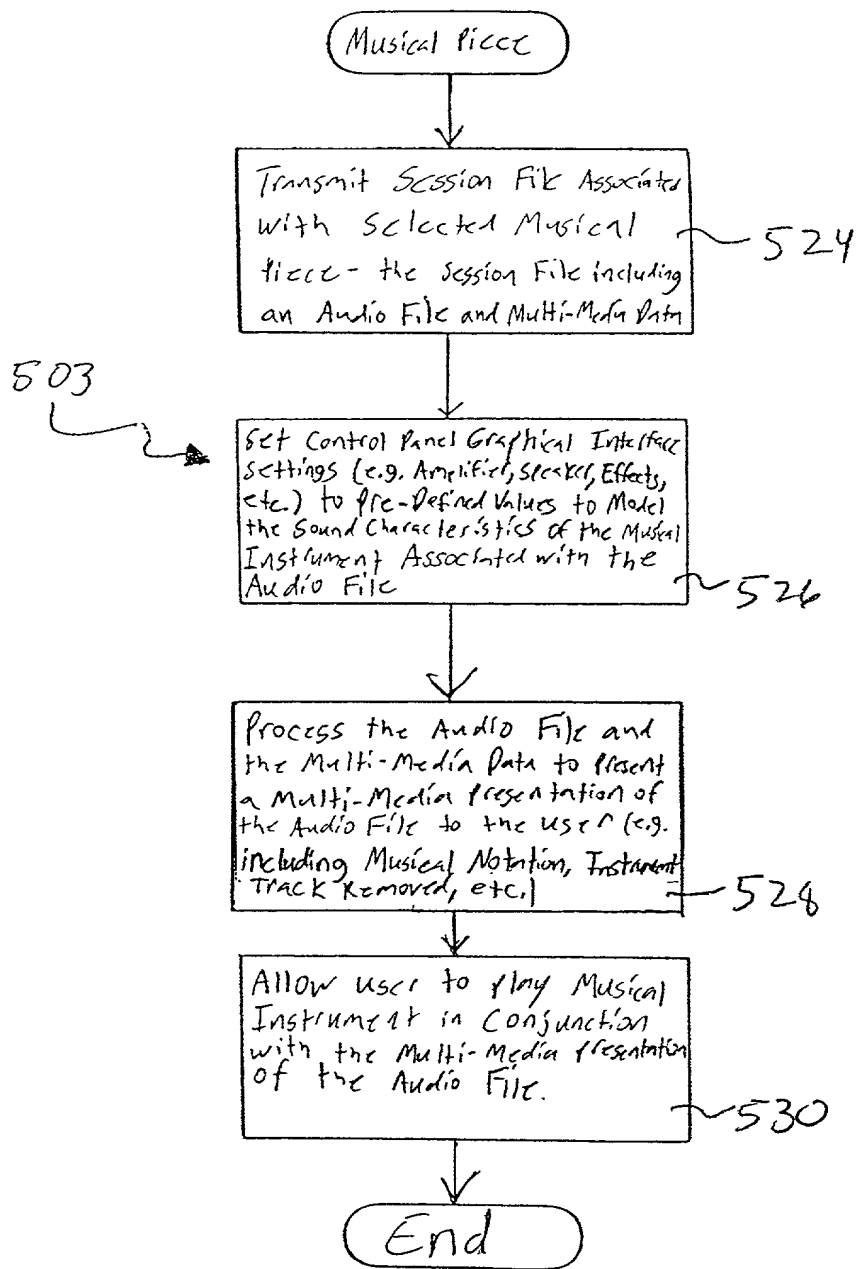 Musical Piece
Transmit Session File Associated
with Selected Musical
Piece - the Session File including
an Audio File and Multi-Media Data
524
503
Set Control Panel Graphical Interface
Settings (e.g. Amplifier, Speaker, Effects,
etc.) to Pre-Defined Values to Model
the Sound Characteristics of the Musical
Instrument Associated with the
Audio File
526
Process the Audio File and
the Multi-Media Data to Present
a Multi-Media Presentation of
the Audio File to the user (e.g.
including Musical Notation, Instrument
Track Removed, etc.)
528
Allow user to play Musical
Instrument in Conjunction
with the Multi-Media Presentation
of the Audio File.
530
End